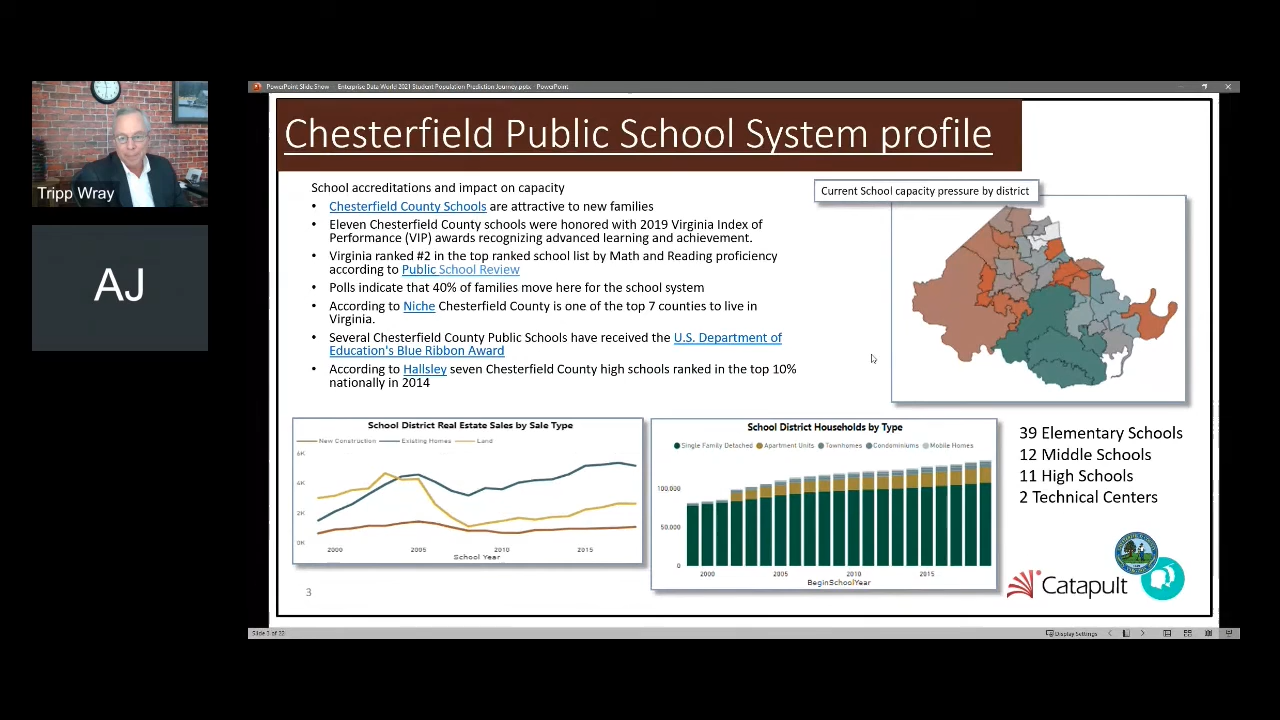 PowerPoint Slide Show - Enterprise Data World 2021 Student Population Prediction Journey.pptx - PowerPoint
Tripp Wray
AJ
Chesterfield Public School System profile
School accreditations and impact on capacity
• Chesterfield County Schools are attractive to new families
• Eleven Chesterfield County schools were honored with 2019 Virginia Index of
Performance (VIP) awards recognizing advanced learning and achievement.
• Virginia ranked #2 in the top ranked school list by Math and Reading proficiency
according to Public School Review
• Polls indicate that 40% of families move here for the school system
• According to Niche Chesterfield County is one of the top 7 counties to live in
Virginia.
• Several Chesterfield County Public Schools have received the U.S. Department of
Education's Blue Ribbon Award
• According to Hallsley seven Chesterfield County high schools ranked in the top 10%
nationally in 2014
Current School capacity pressure by district
School District Real Estate Sales by Sale Type
New Construction Existing Homes Land
6K
4K
2K
0K
2000 2005 2010 2015
School Year
School District Households by Type
Single Family Detached Apartment Units Townhomes Condominiums Mobile Homes
100,000
50,000
0
2000 2005 2010 2015
BeginSchoolYear
39 Elementary Schools
12 Middle Schools
11 High Schools
2 Technical Centers
Catapult
3
Slide 3 of 20
Display Settings